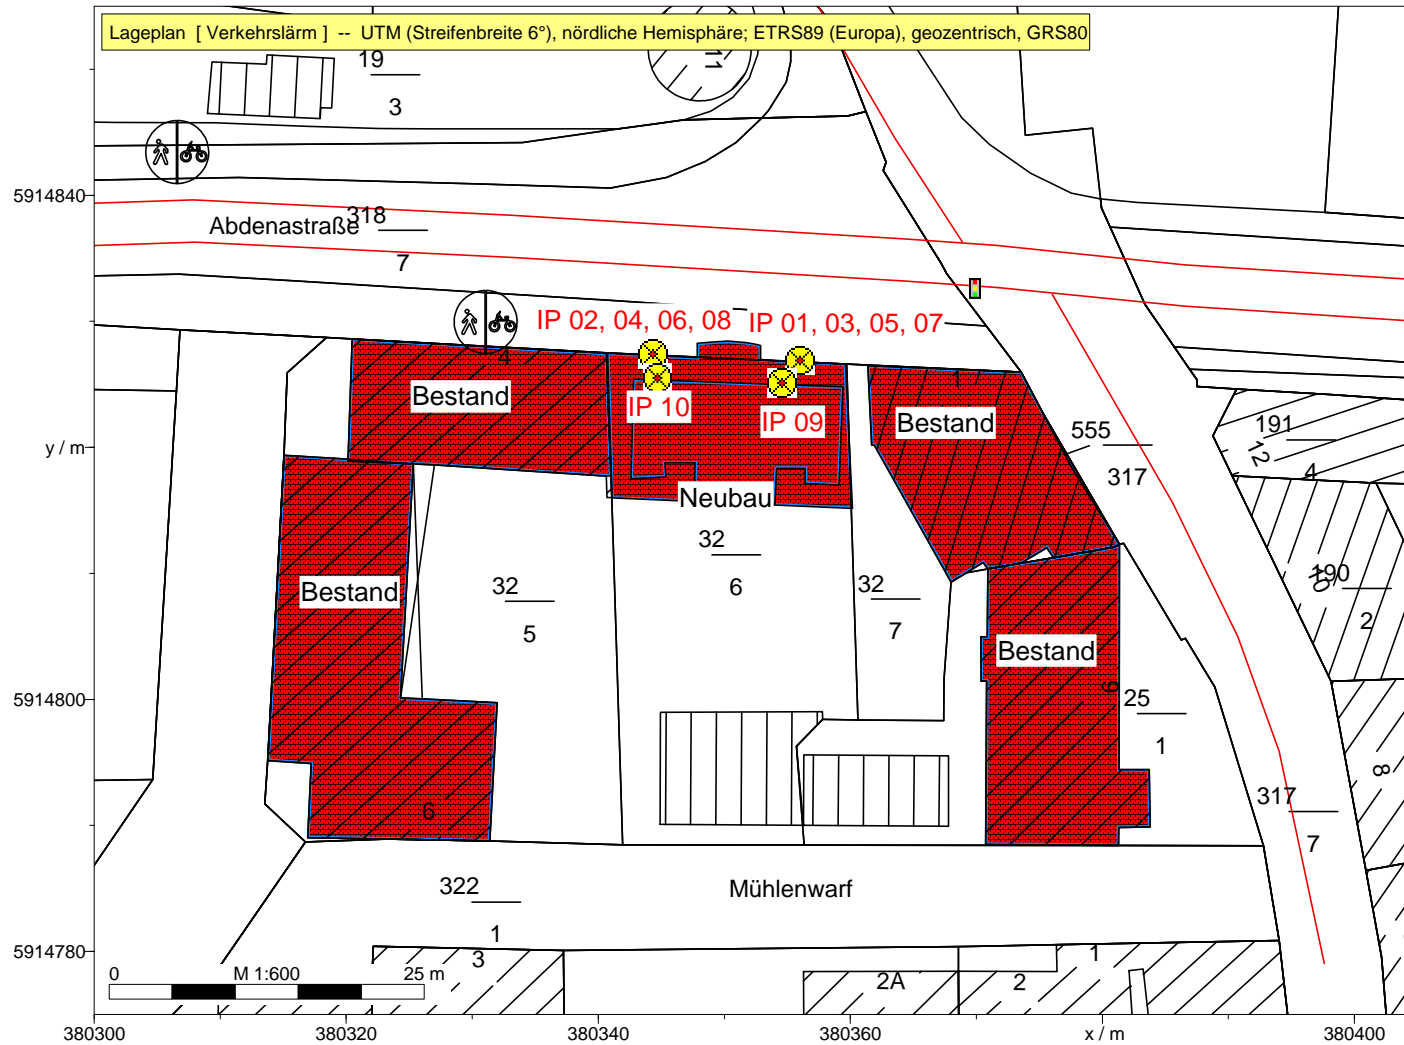 Lageplan [ Verkehrslärm ] -- UTM (Streifenbreite 6°), nördliche Hemisphäre; ETRS89 (Europa), geozentrisch, GRS80
11
19
3
5914840
Abdenastraße
318
7
IP 02, 04, 06, 08
IP 01, 03, 05, 07
4
1
Bestand
IP 10
IP 09
Bestand
555
317
191
4
12
y / m
Neubau
32
6
Bestand
32
5
32
7
190
2
10
Bestand
9
25
1
5914800
6
317
7
8
322
1
Mühlenwarf
5914780
3
1
2A
2
0
M 1:600
25 m
380300
380320
380340
380360
x / m
380400